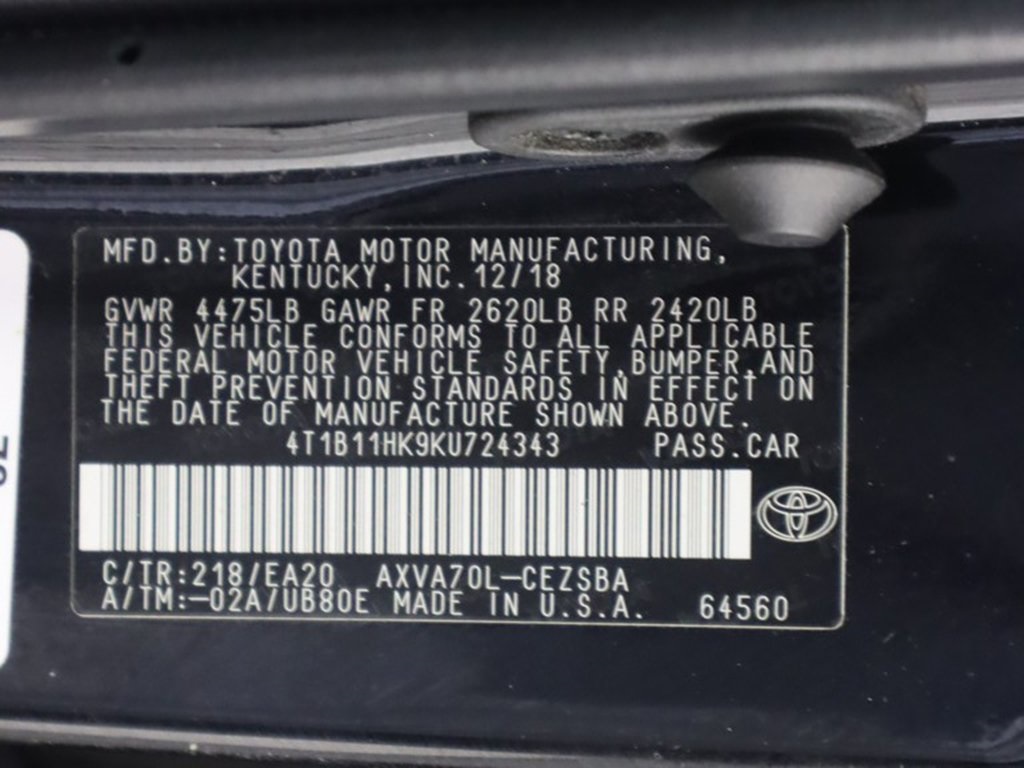 MFD.BY:TOYOTA MOTOR MANUFACTURING,
KENTUCKY,INC.12/18
GVWR 4475LB GAWR FR 2620LB RR 2420LB
THIS VEHICLE CONFORMS TO ALL APPLICABLE
FEDERAL MOTOR VEHICLE SAFETY,BUMPER,AND
THEFT PREVENTION STANDARDS IN EFFECT ON
THE DATE OF MANUFACTURE SHOWN ABOVE.
4T1B11HK9KU724343 PASS.CAR
C/TR:218/EA20 AXVA70L-CEZSBA
A/TM:-02A/UB80E MADE IN U.S.A. 64560